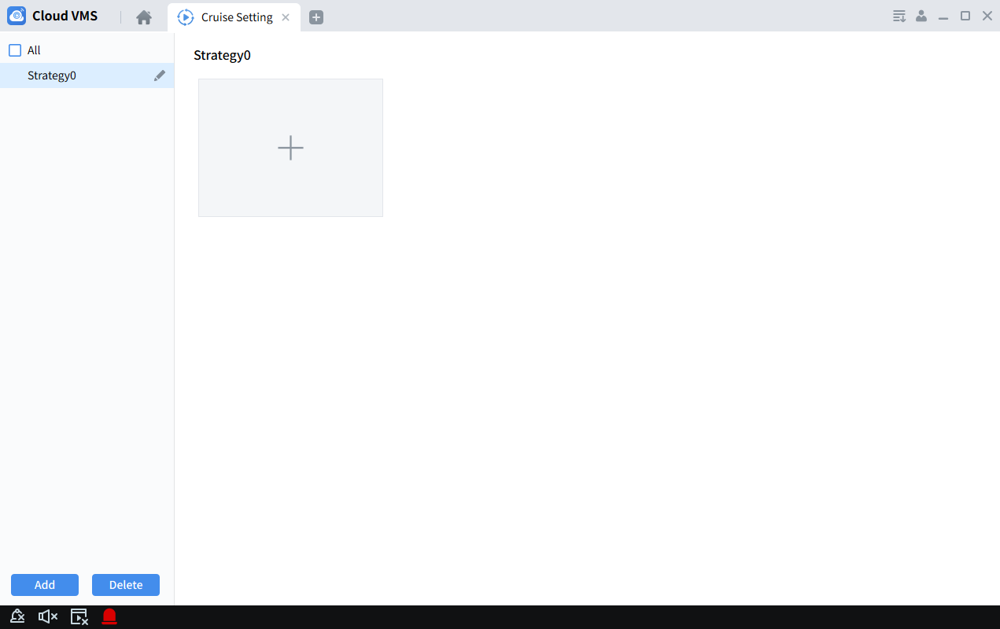 Cloud VMS
Cruise Setting
All
Strategy0
Strategy0
Add
Delete